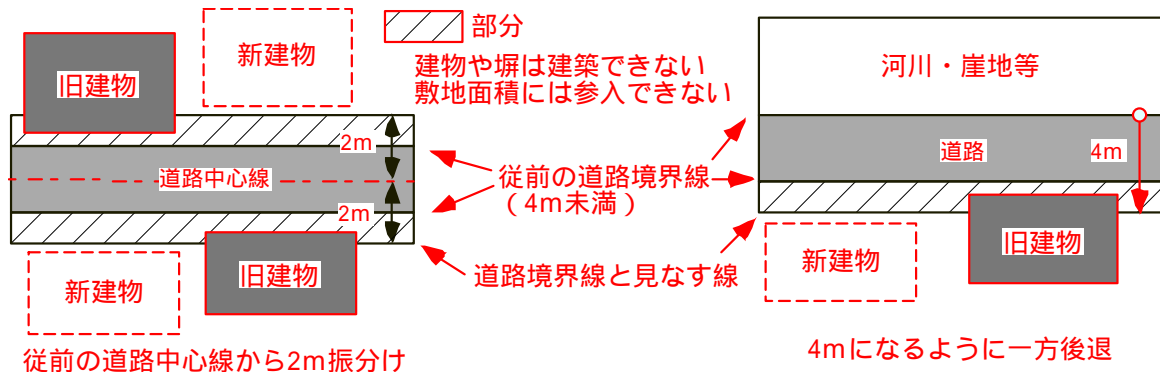 新建物
部分
旧建物
建物や塀は建築できない
敷地面積には参入できない
2m
道路中心線
従前の道路境界線
(4m未満)
2m
新建物
旧建物
道路境界線と見なす線
従前の道路中心線から2m振分け
河川・崖地等
道路
4m
新建物
旧建物
4mになるように一方後退